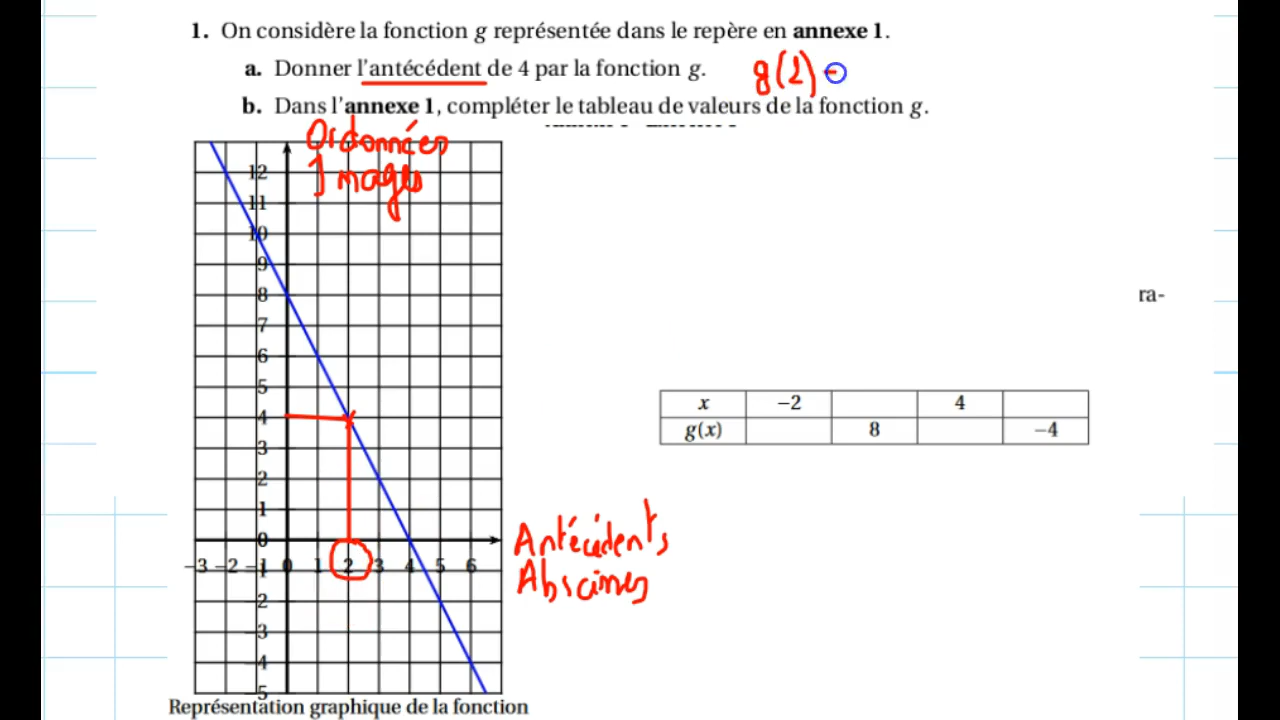 1. On considère la fonction g représentée dans le repère en annexe 1.
a. Donner l'antécédent de 4 par la fonction g. g(2) =
b. Dans l'annexe 1, compléter le tableau de valeurs de la fonction g.
Ordonnées
Images
12
11
10
9
8
7
6
5
4
3
2
1
0
-3 -2 -1 0 1 2 3 4 5 6
-2
-3
-4
-5
Antécédents
Abscisses
ra-
x -2 4
g(x) 8 -4
Représentation graphique de la fonction